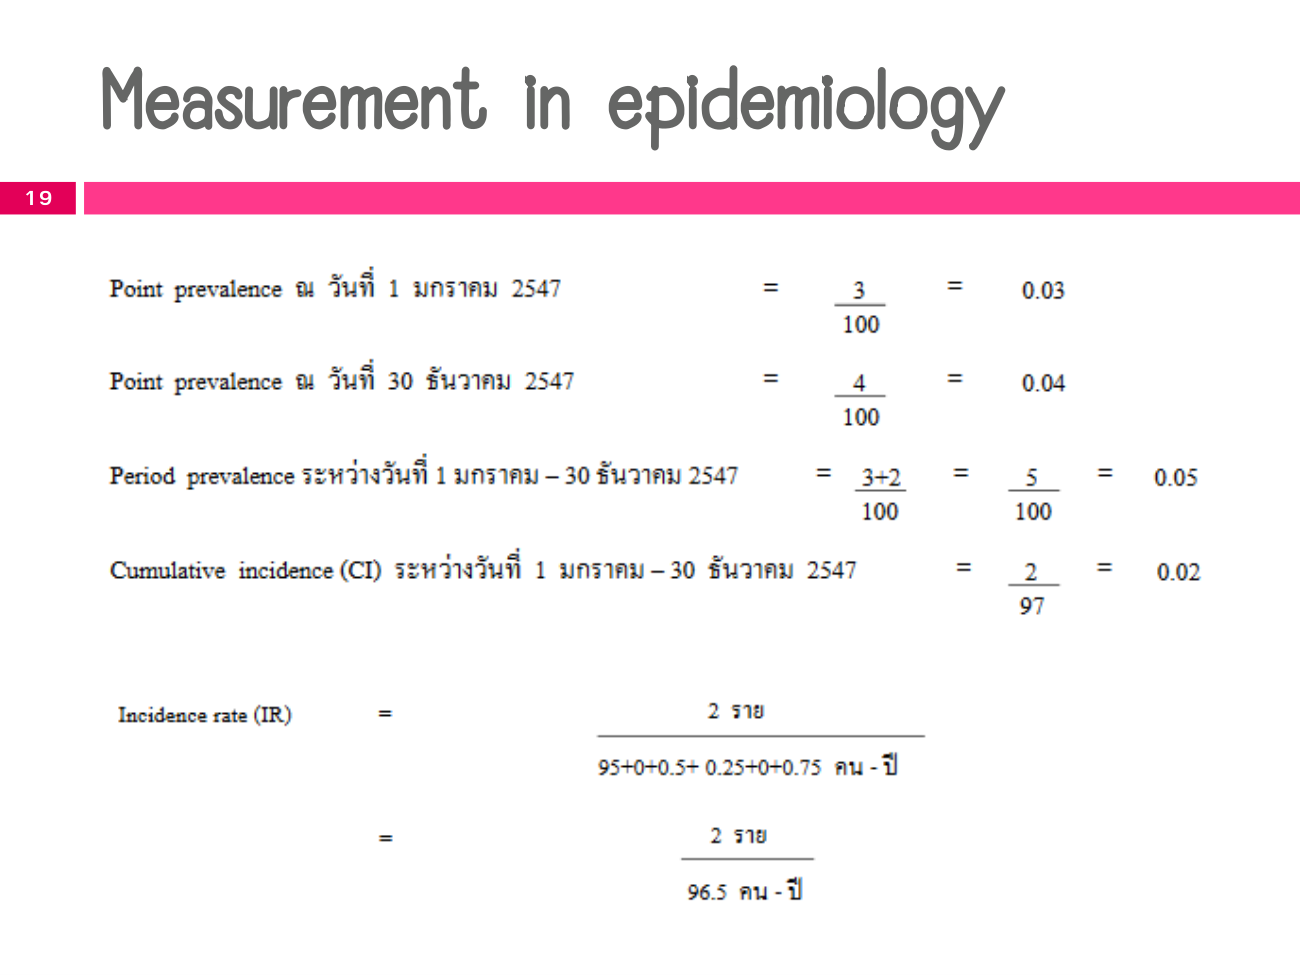 Measurement in epidemiology
19
Point prevalence ณ วันที่ 1 มกราคม 2547 = 3 = 0.03
100
Point prevalence ณ วันที่ 30 ธันวาคม 2547 = 4 = 0.04
100
Period prevalence ระหว่างวันที่ 1 มกราคม – 30 ธันวาคม 2547 = 3+2 = 5 = 0.05
100 100
Cumulative incidence (CI) ระหว่างวันที่ 1 มกราคม – 30 ธันวาคม 2547 = 2 = 0.02
97
Incidence rate (IR) = 2 ราย
95+0+0.5+ 0.25+0+0.75 คน - ปี
= 2 ราย
96.5 คน - ปี